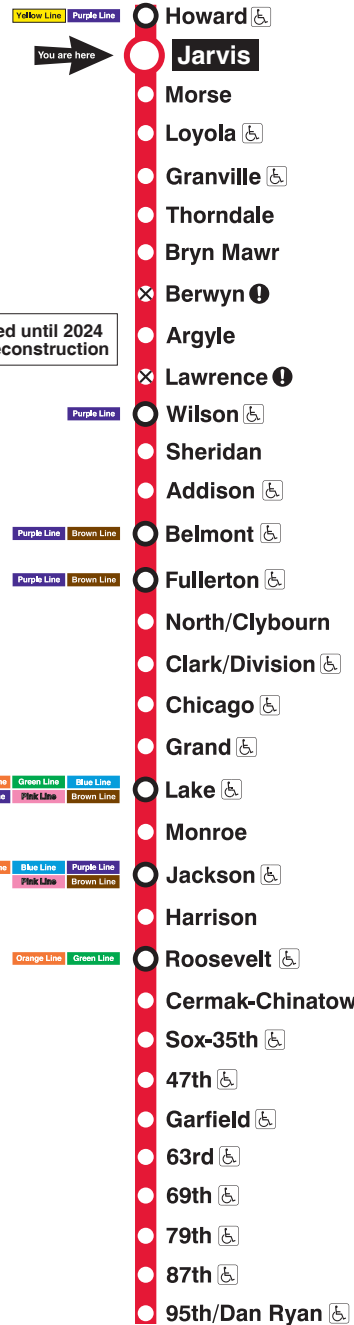 Yellow Line Purple Line Howard
You are here Jarvis
Morse
Loyola
Granville
Thorndale
Bryn Mawr
Berwyn
until 2024
Argyle
Lawrence
Purple Line Wilson
Sheridan
Addison
Purple Line Brown Line Belmont
Purple Line Brown Line Fullerton
North/Clybourn
Clark/Division
Chicago
Grand
Green Line Blue Line
Lake
Pink Line Brown Line
Monroe
Blue Line Purple Line
Jackson
Pink Line Brown Line
Harrison
Orange Line Green Line Roosevelt
Cermak-Chinatow
Sox-35th
47th
Garfield
63rd
69th
79th
87th
95th/Dan Ryan